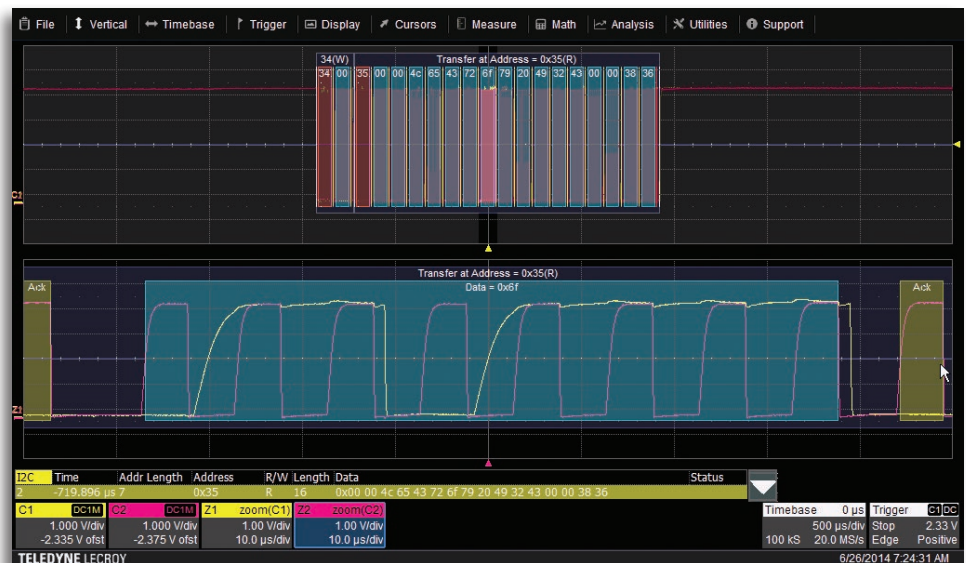 File Vertical Timebase Trigger Display Cursors Measure Math Analysis Utilities Support
34(W) Transfer at Address = 0x35(R)
34 00 35 00 00 4c 65 43 72 6f 79 20 49 32 43 00 00 38 36
C1
Transfer at Address = 0x35(R)
Ack Data = 0x6f Ack
Z1
I2C Time Addr Length Address R/W Length Data Status
2 -719.896 µs 7 0x35 R 16 0x00 00 4c 65 43 72 6f 79 20 49 32 43 00 00 38 36
C1 DC1M C2 DC1M Z1 zoom(C1) Z2 zoom(C2) Timebase 0 µs Trigger C1 DC
1.000 V/div 1.000 V/div 1.00 V/div 1.00 V/div 500 µs/div Stop 2.33 V
-2.335 V ofst -2.375 V ofst 10.0 µs/div 10.0 µs/div 100 kS 20.0 MS/s Edge Positive
TELEDYNE LECROY 6/26/2014 7:24:31 AM